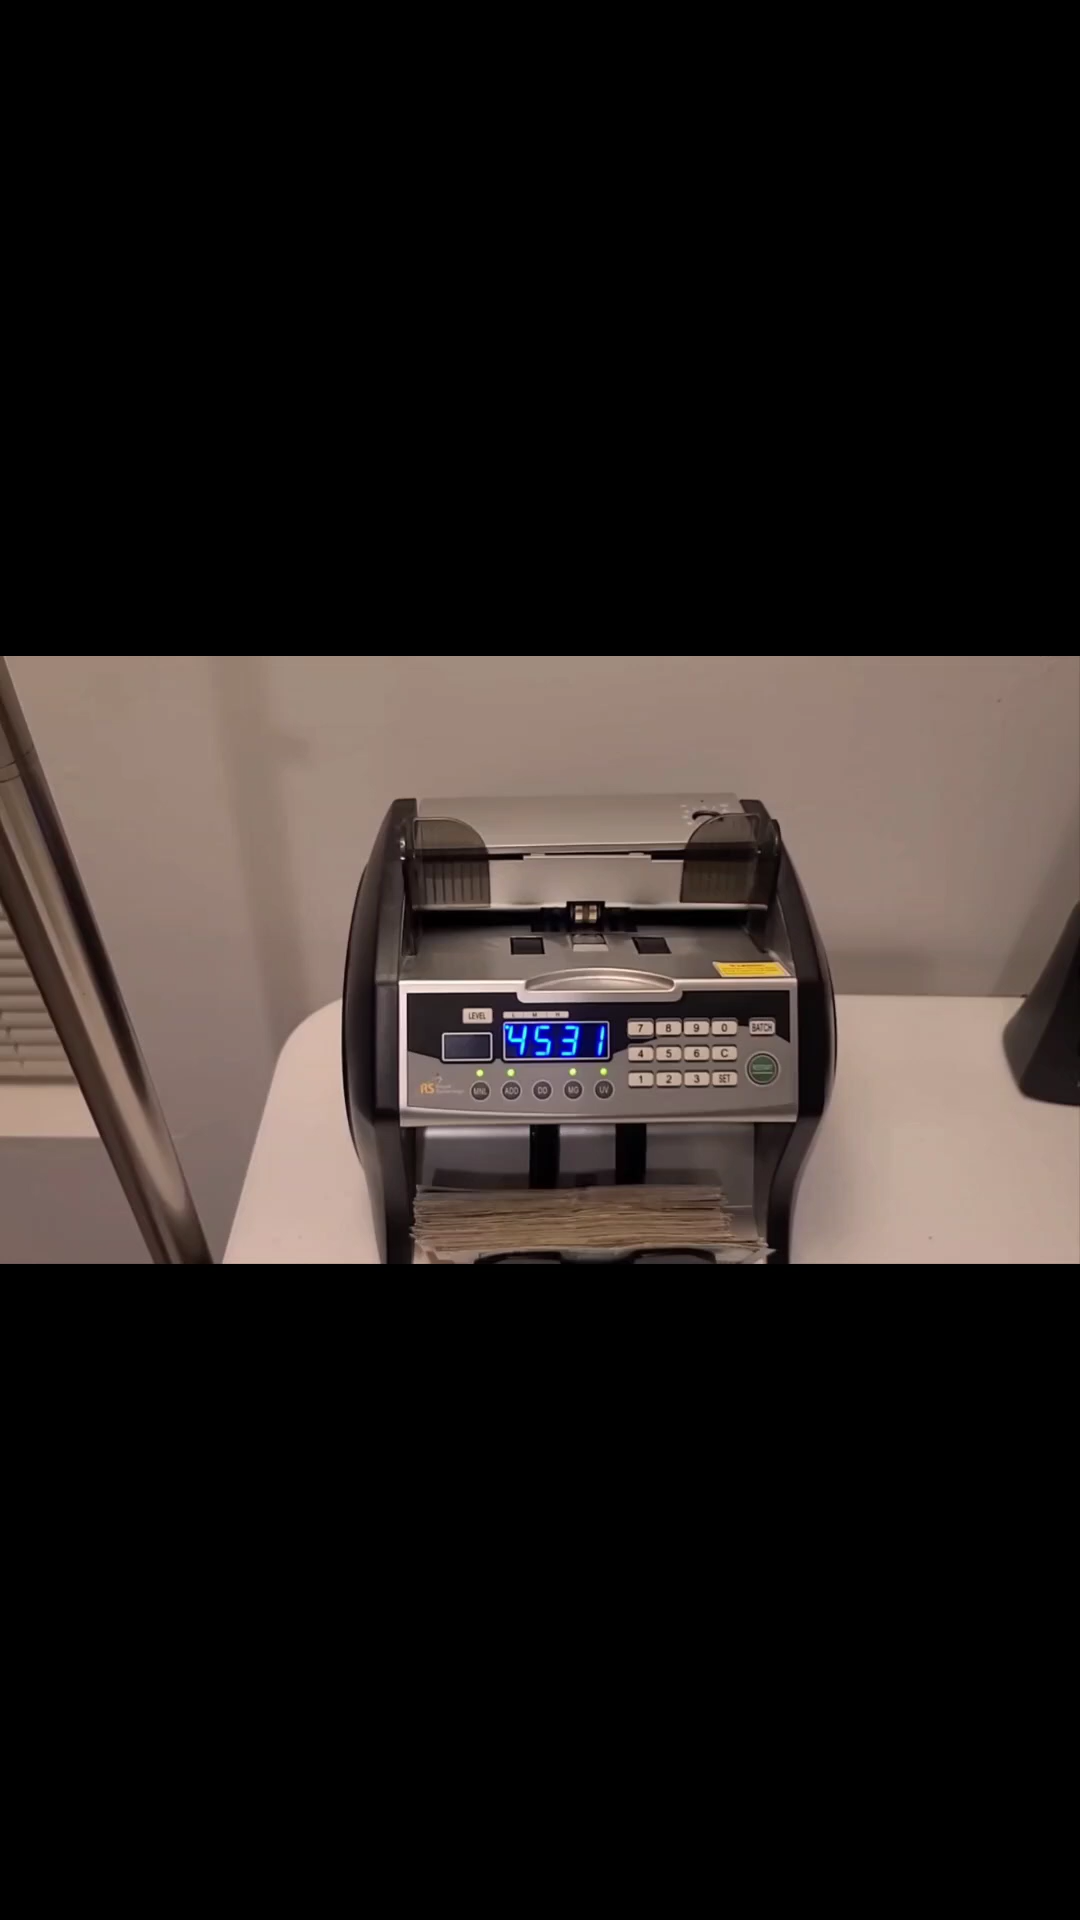 LEVEL
L M H
4531
7 8 9 0 BATCH
4 5 6 C
1 2 3 SET
RESTART
RS
MNL ADD DD MG UV